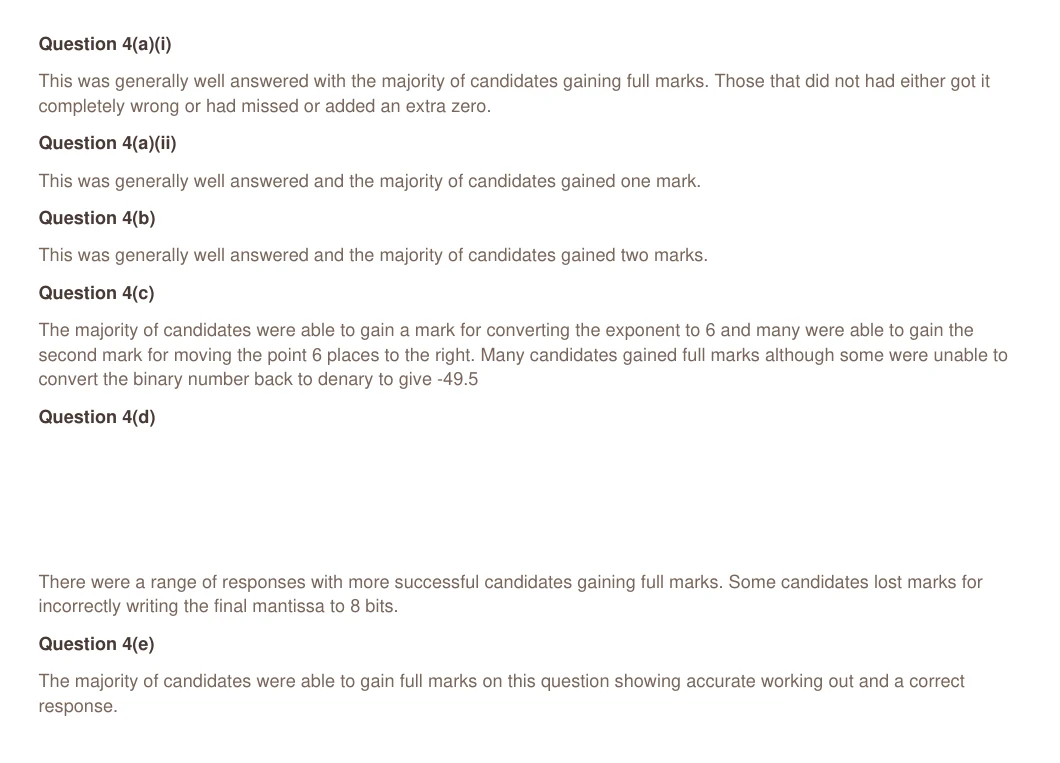 Question 4(a)(i)
This was generally well answered with the majority of candidates gaining full marks. Those that did not had either got it
completely wrong or had missed or added an extra zero.
Question 4(a)(ii)
This was generally well answered and the majority of candidates gained one mark.
Question 4(b)
This was generally well answered and the majority of candidates gained two marks.
Question 4(c)
The majority of candidates were able to gain a mark for converting the exponent to 6 and many were able to gain the
second mark for moving the point 6 places to the right. Many candidates gained full marks although some were unable to
convert the binary number back to denary to give -49.5
Question 4(d)
There were a range of responses with more successful candidates gaining full marks. Some candidates lost marks for
incorrectly writing the final mantissa to 8 bits.
Question 4(e)
The majority of candidates were able to gain full marks on this question showing accurate working out and a correct
response.